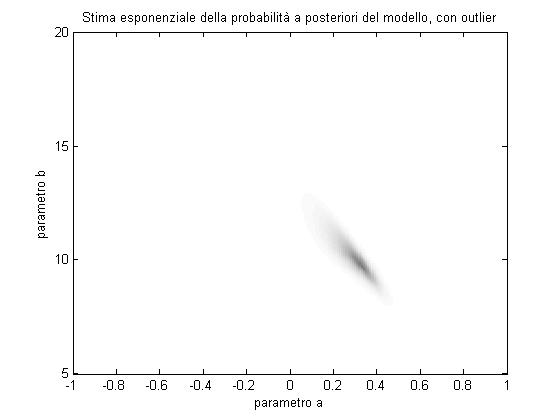 Stima esponenziale della probabilità a posteriori del modello, con outlier
20
15
10
5
parametro b
-1 -0.8 -0.6 -0.4 -0.2 0 0.2 0.4 0.6 0.8 1
parametro a